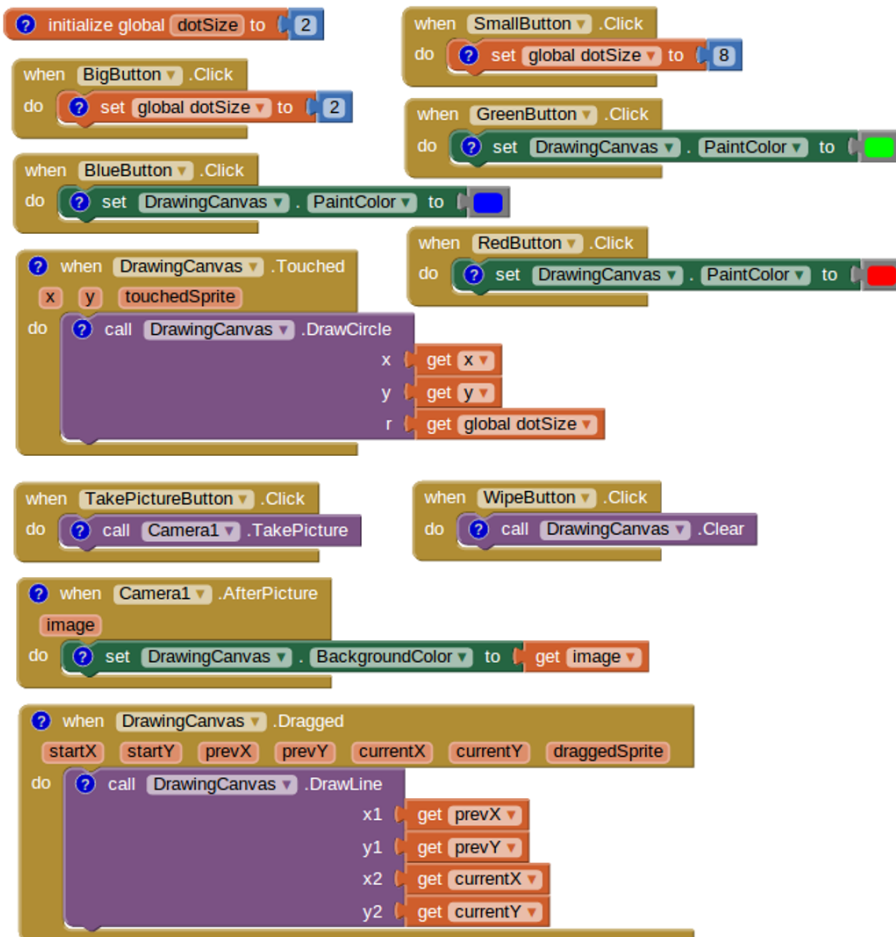 ? initialize global dotSize to 2
when SmallButton .Click
do ? set global dotSize to 8
when BigButton .Click
do ? set global dotSize to 2
when GreenButton .Click
do ? set DrawingCanvas . PaintColor to
when BlueButton .Click
do ? set DrawingCanvas . PaintColor to
when RedButton .Click
do ? set DrawingCanvas . PaintColor to
? when DrawingCanvas .Touched
x y touchedSprite
do ? call DrawingCanvas .DrawCircle
x get x
y get y
r get global dotSize
when TakePictureButton .Click
do ? call Camera1 .TakePicture
when WipeButton .Click
do ? call DrawingCanvas .Clear
? when Camera1 .AfterPicture
image
do ? set DrawingCanvas . BackgroundColor to get image
? when DrawingCanvas .Dragged
startX startY prevX prevY currentX currentY draggedSprite
do ? call DrawingCanvas .DrawLine
x1 get prevX
y1 get prevY
x2 get currentX
y2 get currentY